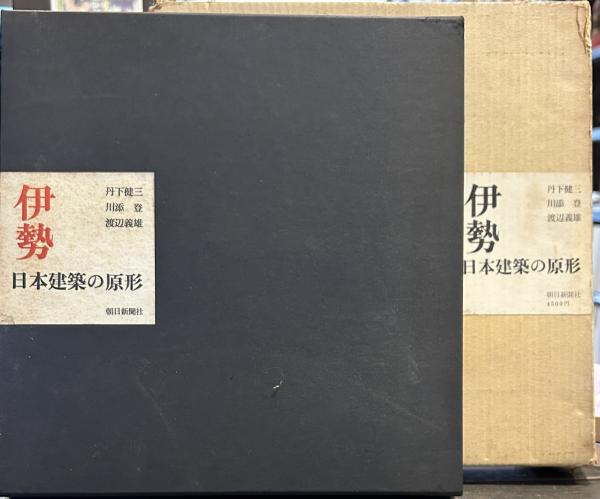 伊勢
丹下健三
川添 登
渡辺義雄
日本建築の原形
朝日新聞社
伊勢
丹下健三
川添 登
渡辺義雄
日本建築の原形
朝日新聞社
4500円